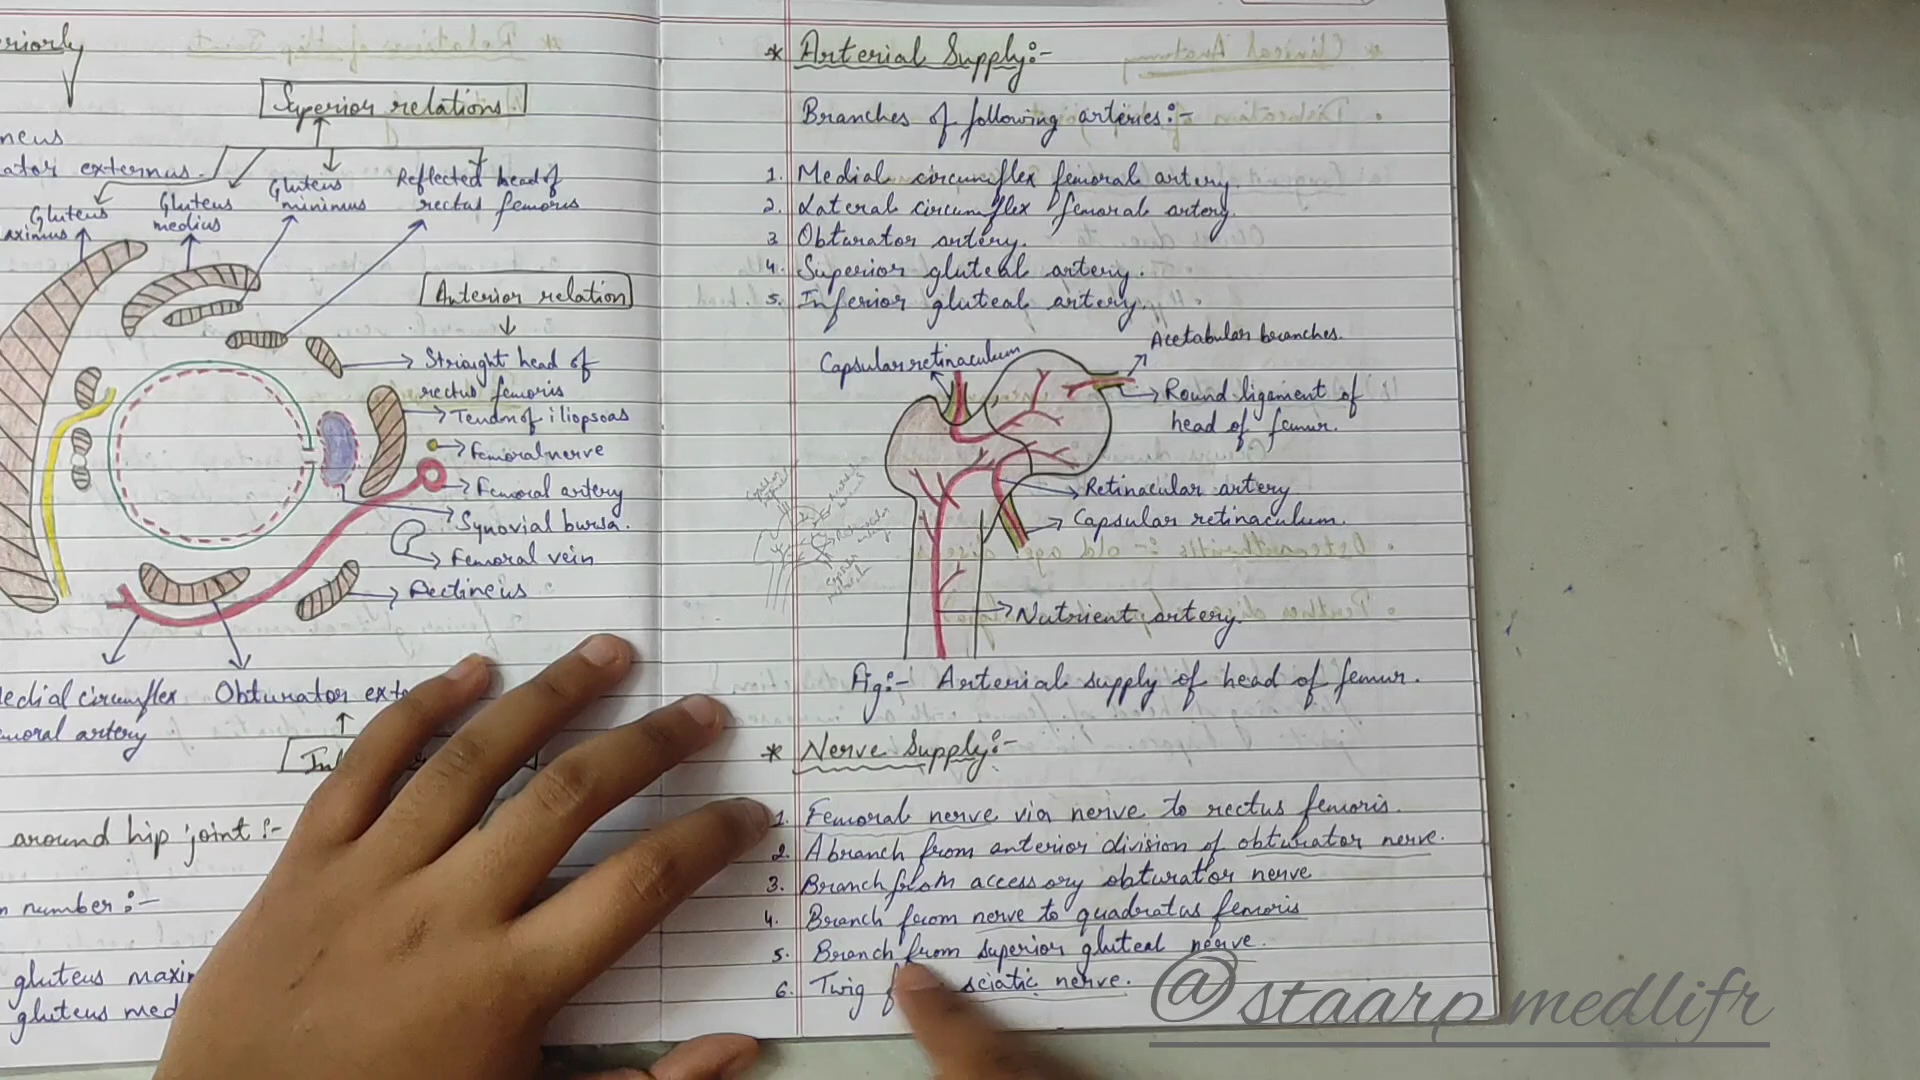 eriorly
Superior relations
neus
ator externus.
Gluteus
aximus
Gluteus
medius
Gluteus
minimus
Reflected head of
rectus femoris
Anterior relation
Straight head of
rectus femoris
Tendon of iliopsoas
Femoral nerve
Femoral artery
Synovial bursa.
Femoral vein
Pectineus
edial circumflex
emoral artery
Obturator exte
In
around hip joint :-
number :-
gluteus maxim
gluteus med
* Arterial Supply :-
Branches of following arteries :-
1. Medial circumflex femoral artery.
2. Lateral circumflex femoral artery.
3 Obturator artery.
4. Superior gluteal artery.
5. Inferior gluteal artery.
Acetabular branches.
Capsular retinaculum
Round ligament of
head of femur.
Retinacular artery
Capsular retinaculum.
Nutrient artery.
Fig :- Arterial supply of head of femur.
* Nerve Supply :-
1. Femoral nerve via nerve to rectus femoris.
2. A branch from anterior division of obturator nerve.
3. Branch from accessory obturator nerve
4. Branch from nerve to quadratus femoris
5. Branch from superior gluteal nerve.
6. Twig f sciatic nerve.
@staarp medlifr